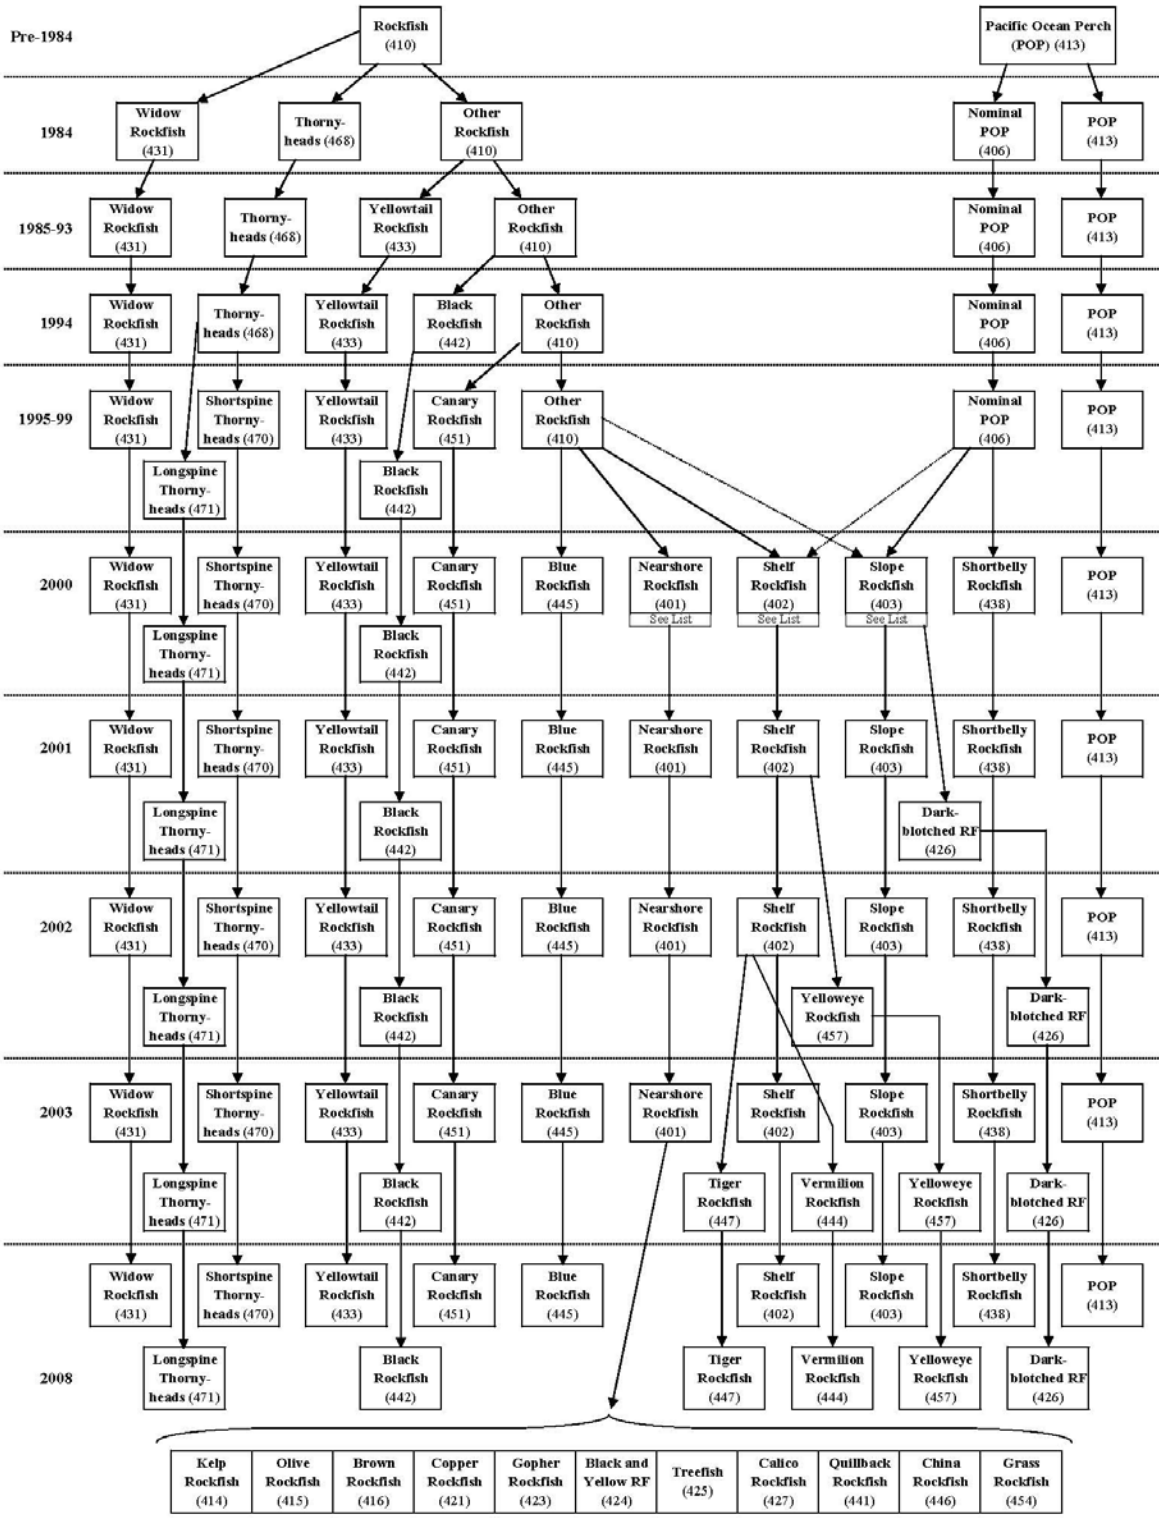 Pre-1984
Rockfish
(410)
Pacific Ocean Perch
(POP) (413)
1984
Widow
Rockfish
(431)
Thorny-
heads (468)
Other
Rockfish
(410)
Nominal
POP
(406)
POP
(413)
1985-93
Widow
Rockfish
(431)
Thorny-
heads (468)
Yellowtail
Rockfish
(433)
Other
Rockfish
(410)
Nominal
POP
(406)
POP
(413)
1994
Widow
Rockfish
(431)
Thorny-
heads (468)
Yellowtail
Rockfish
(433)
Black
Rockfish
(442)
Other
Rockfish
(410)
Nominal
POP
(406)
POP
(413)
1995-99
Widow
Rockfish
(431)
Shortspine
Thorny-
heads (470)
Yellowtail
Rockfish
(433)
Canary
Rockfish
(451)
Other
Rockfish
(410)
Nominal
POP
(406)
POP
(413)
Longspine
Thorny-
heads (471)
Black
Rockfish
(442)
2000
Widow
Rockfish
(431)
Shortspine
Thorny-
heads (470)
Yellowtail
Rockfish
(433)
Canary
Rockfish
(451)
Blue
Rockfish
(445)
Nearshore
Rockfish
(401)
See List
Shelf
Rockfish
(402)
See List
Slope
Rockfish
(403)
See List
Shortbelly
Rockfish
(438)
POP
(413)
Longspine
Thorny-
heads (471)
Black
Rockfish
(442)
2001
Widow
Rockfish
(431)
Shortspine
Thorny-
heads (470)
Yellowtail
Rockfish
(433)
Canary
Rockfish
(451)
Blue
Rockfish
(445)
Nearshore
Rockfish
(401)
Shelf
Rockfish
(402)
Slope
Rockfish
(403)
Shortbelly
Rockfish
(438)
POP
(413)
Longspine
Thorny-
heads (471)
Black
Rockfish
(442)
Dark-
blotched RF
(426)
2002
Widow
Rockfish
(431)
Shortspine
Thorny-
heads (470)
Yellowtail
Rockfish
(433)
Canary
Rockfish
(451)
Blue
Rockfish
(445)
Nearshore
Rockfish
(401)
Shelf
Rockfish
(402)
Slope
Rockfish
(403)
Shortbelly
Rockfish
(438)
POP
(413)
Longspine
Thorny-
heads (471)
Black
Rockfish
(442)
Yelloweye
Rockfish
(457)
Dark-
blotched RF
(426)
2003
Widow
Rockfish
(431)
Shortspine
Thorny-
heads (470)
Yellowtail
Rockfish
(433)
Canary
Rockfish
(451)
Blue
Rockfish
(445)
Nearshore
Rockfish
(401)
Shelf
Rockfish
(402)
Slope
Rockfish
(403)
Shortbelly
Rockfish
(438)
POP
(413)
Longspine
Thorny-
heads (471)
Black
Rockfish
(442)
Tiger
Rockfish
(447)
Vermilion
Rockfish
(444)
Yelloweye
Rockfish
(457)
Dark-
blotched RF
(426)
2008
Widow
Rockfish
(431)
Shortspine
Thorny-
heads (470)
Yellowtail
Rockfish
(433)
Canary
Rockfish
(451)
Blue
Rockfish
(445)
Shelf
Rockfish
(402)
Slope
Rockfish
(403)
Shortbelly
Rockfish
(438)
POP
(413)
Longspine
Thorny-
heads (471)
Black
Rockfish
(442)
Tiger
Rockfish
(447)
Vermilion
Rockfish
(444)
Yelloweye
Rockfish
(457)
Dark-
blotched RF
(426)
Kelp
Rockfish
(414)
Olive
Rockfish
(415)
Brown
Rockfish
(416)
Copper
Rockfish
(421)
Gopher
Rockfish
(423)
Black and
Yellow RF
(424)
Treefish
(425)
Calico
Rockfish
(427)
Quillback
Rockfish
(441)
China
Rockfish
(446)
Grass
Rockfish
(454)